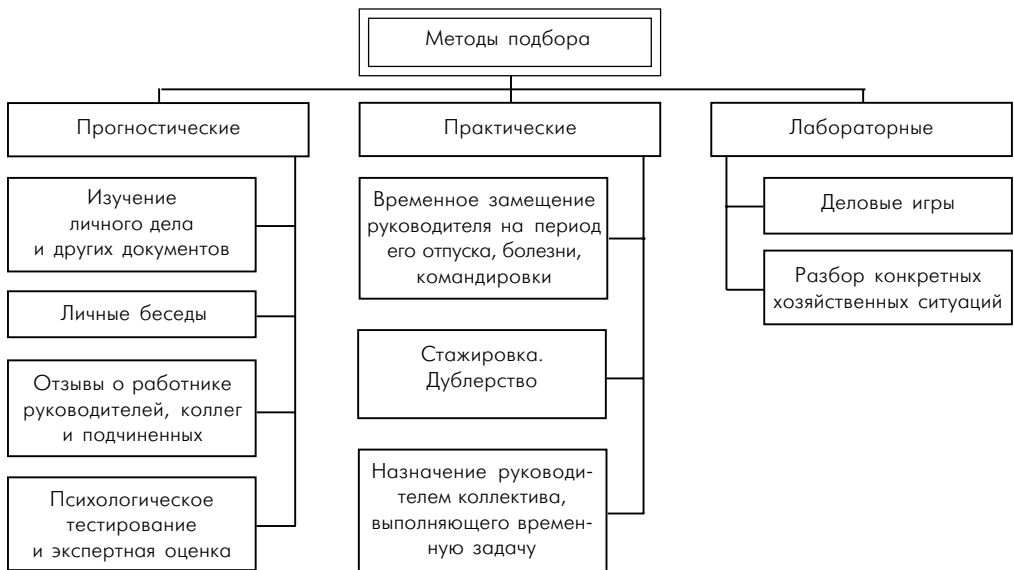 Методы подбора
Прогностические
Практические
Лабораторные
Изучение
личного дела
и других документов
Личные беседы
Отзывы о работнике
руководителей, коллег
и подчиненных
Психологическое
тестирование
и экспертная оценка
Временное замещение
руководителя на период
его отпуска, болезни,
командировки
Стажировка.
Дублерство
Назначение руководи-
телем коллектива,
выполняющего времен-
ную задачу
Деловые игры
Разбор конкретных
хозяйственных ситуаций